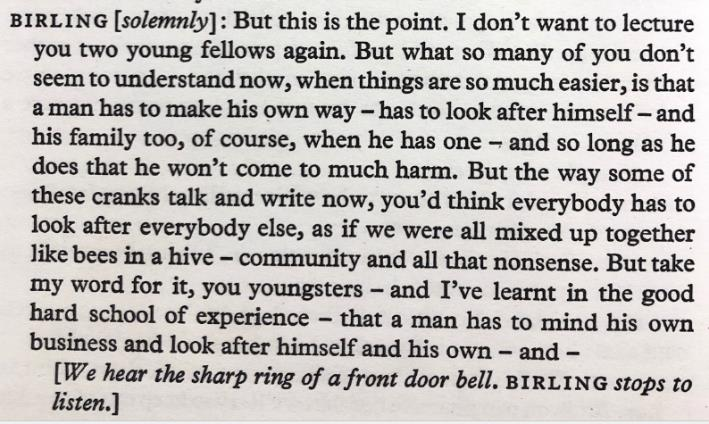 BIRLING [solemnly]: But this is the point. I don't want to lecture
you two young fellows again. But what so many of you don't
seem to understand now, when things are so much easier, is that
a man has to make his own way – has to look after himself – and
his family too, of course, when he has one – and so long as he
does that he won't come to much harm. But the way some of
these cranks talk and write now, you'd think everybody has to
look after everybody else, as if we were all mixed up together
like bees in a hive – community and all that nonsense. But take
my word for it, you youngsters – and I've learnt in the good
hard school of experience – that a man has to mind his own
business and look after himself and his own – and –
[We hear the sharp ring of a front door bell. BIRLING stops to
listen.]